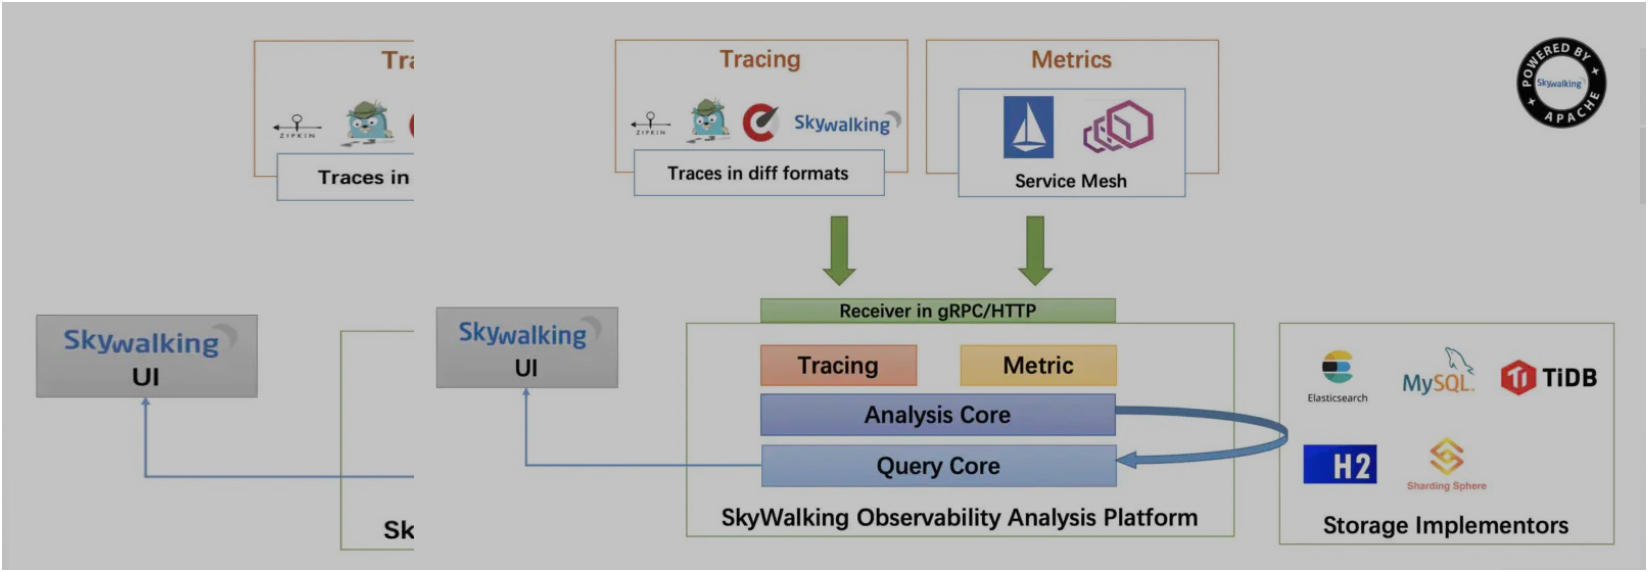 Tra
ZIPKIN
Traces in
Skywalking
UI
Sk
Tracing
ZIPKIN
Skywalking
Traces in diff formats
Metrics
Service Mesh
POWERED BY
Skywalking
APACHE
Receiver in gRPC/HTTP
Skywalking
UI
Tracing
Metric
Analysis Core
Query Core
SkyWalking Observability Analysis Platform
Elasticsearch
MySQL
TiDB
H2
Sharding Sphere
Storage Implementors